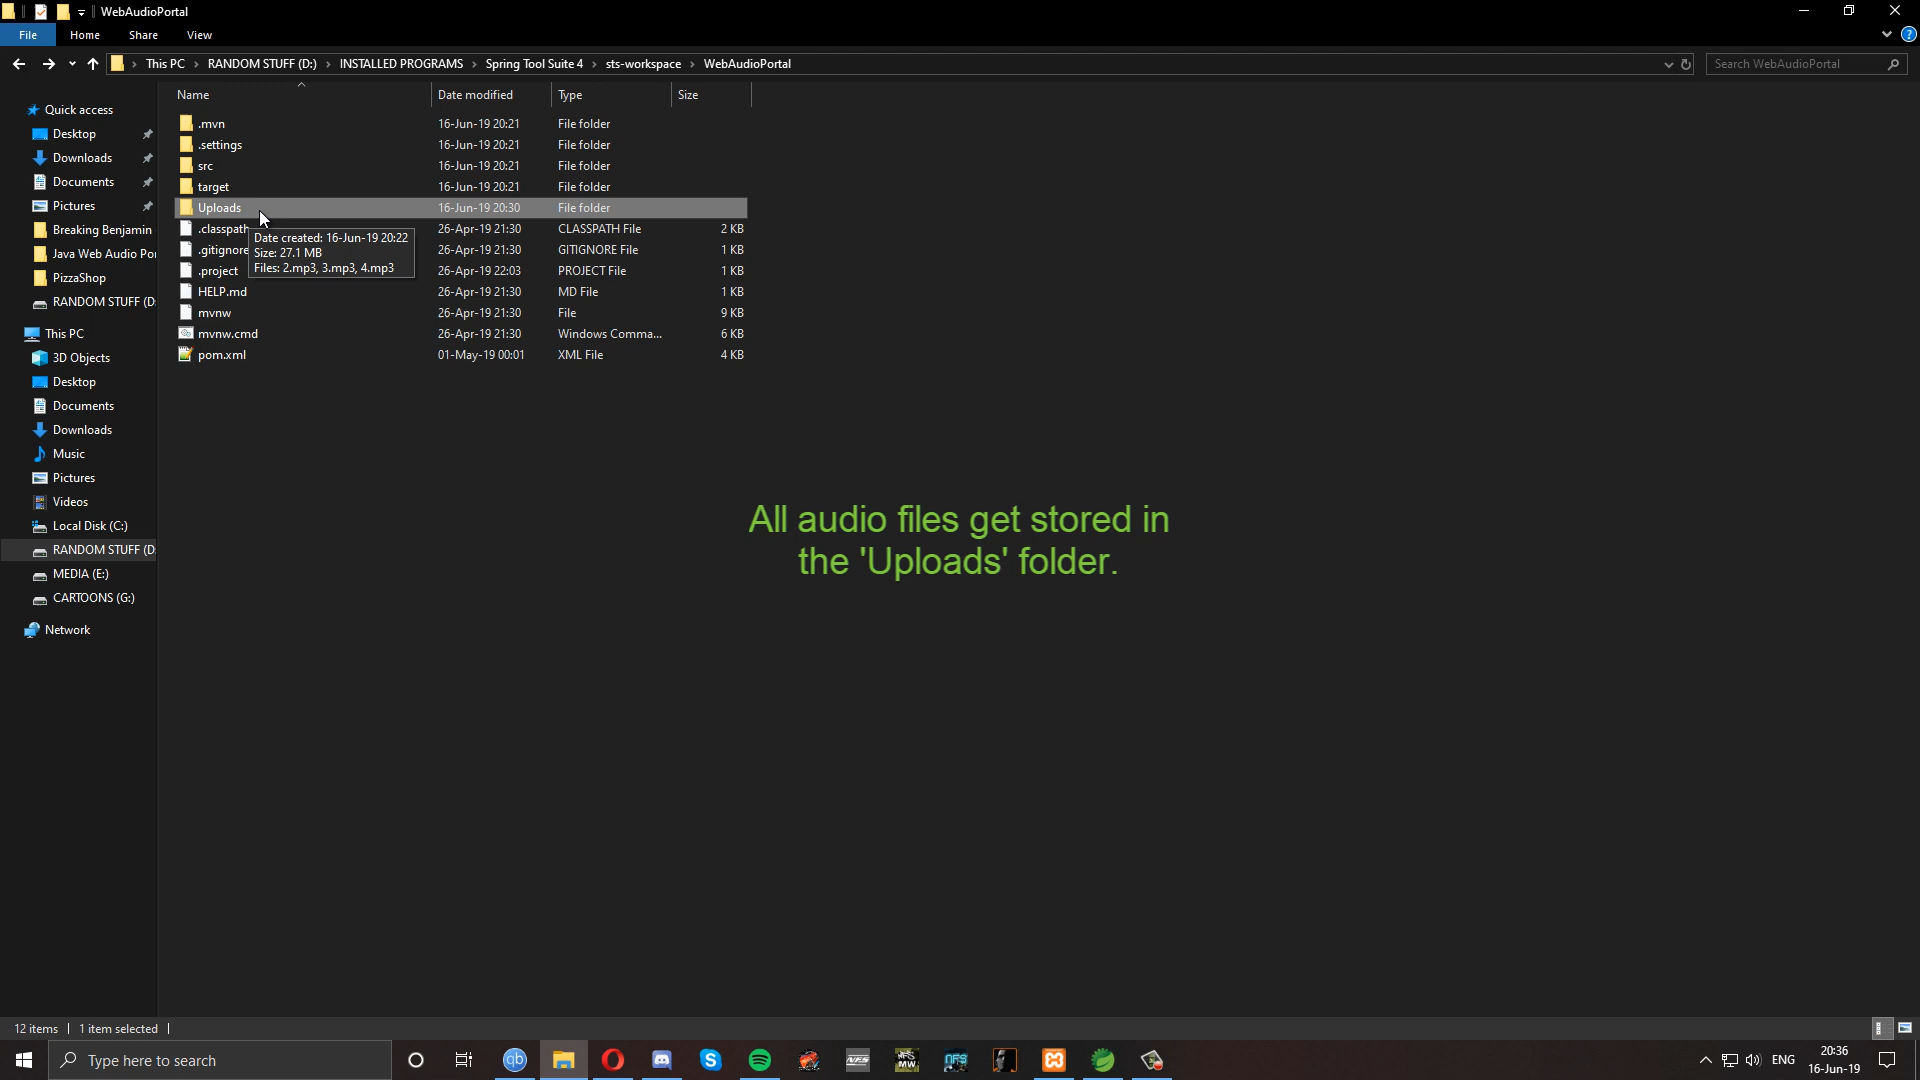 WebAudioPortal
File Home Share View
This PC RANDOM STUFF (D:) INSTALLED PROGRAMS Spring Tool Suite 4 sts-workspace WebAudioPortal
Search WebAudioPortal
Name Date modified Type Size
Quick access
Desktop
Downloads
Documents
Pictures
Breaking Benjamin
Java Web Audio Po
PizzaShop
RANDOM STUFF (D:
This PC
3D Objects
Desktop
Documents
Downloads
Music
Pictures
Videos
Local Disk (C:)
RANDOM STUFF (D:
MEDIA (E:)
CARTOONS (G:)
Network
.mvn 16-Jun-19 20:21 File folder
.settings 16-Jun-19 20:21 File folder
src 16-Jun-19 20:21 File folder
target 16-Jun-19 20:21 File folder
Uploads 16-Jun-19 20:30 File folder
.classpath 26-Apr-19 21:30 CLASSPATH File 2 KB
.gitignore 26-Apr-19 21:30 GITIGNORE File 1 KB
.project 26-Apr-19 22:03 PROJECT File 1 KB
HELP.md 26-Apr-19 21:30 MD File 1 KB
mvnw 26-Apr-19 21:30 File 9 KB
mvnw.cmd 26-Apr-19 21:30 Windows Comma... 6 KB
pom.xml 01-May-19 00:01 XML File 4 KB
Date created: 16-Jun-19 20:22
Size: 27.1 MB
Files: 2.mp3, 3.mp3, 4.mp3
All audio files get stored in
the 'Uploads' folder.
12 items 1 item selected
Type here to search
qb
NFS
NFS MW
NFS
ENG
20:36
16-Jun-19